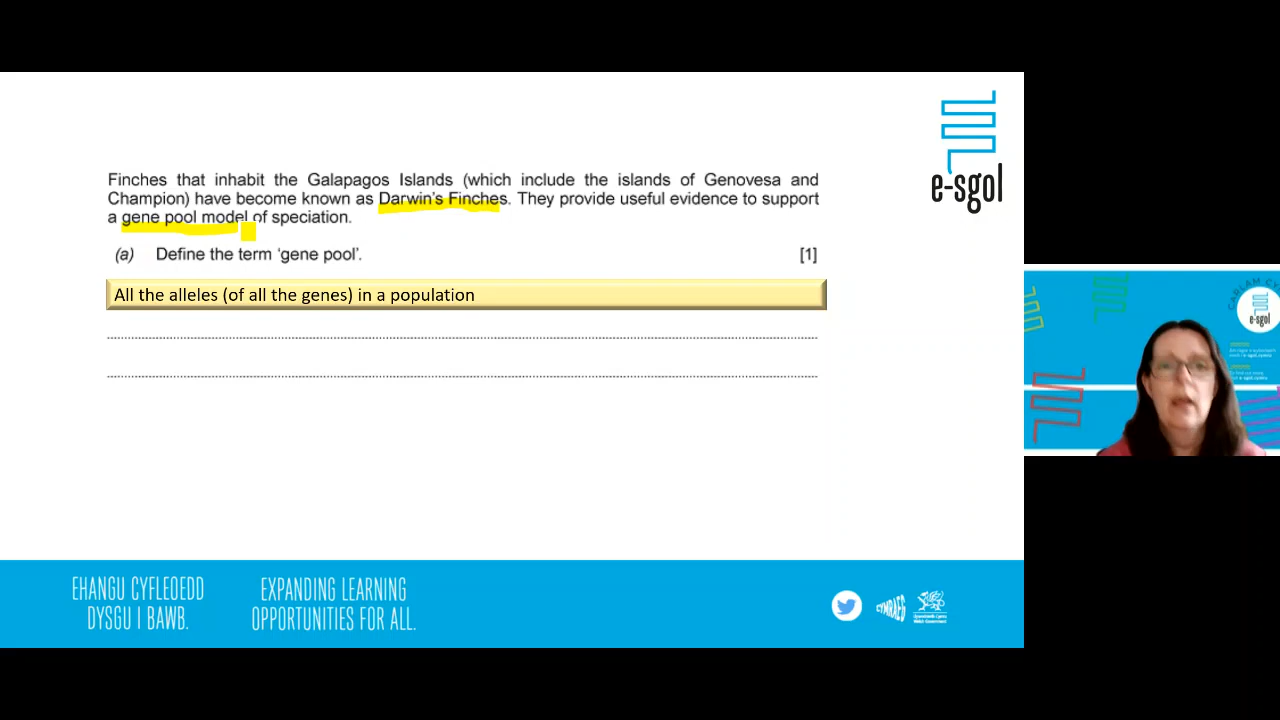 Finches that inhabit the Galapagos Islands (which include the islands of Genovesa and
Champion) have become known as Darwin's Finches. They provide useful evidence to support
a gene pool model of speciation.
(a) Define the term 'gene pool'. [1]
All the alleles (of all the genes) in a population
e-sgol
e-sgol
EHANGU CYFLEOEDD
DYSGU I BAWB.
EXPANDING LEARNING
OPPORTUNITIES FOR ALL.
CYMRAEG